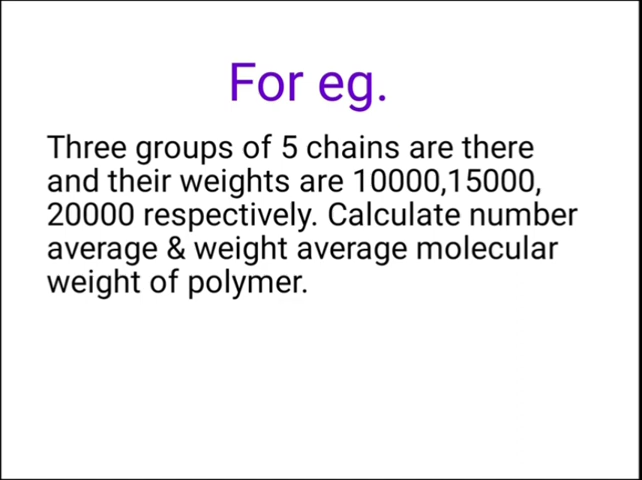 For eg.
Three groups of 5 chains are there
and their weights are 10000,15000,
20000 respectively. Calculate number
average & weight average molecular
weight of polymer.